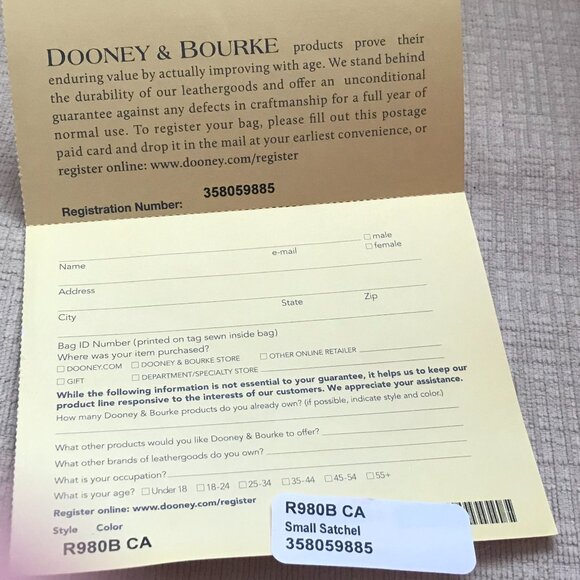 DOONEY & BOURKE products prove their
enduring value by actually improving with age. We stand behind
the durability of our leathergoods and offer an unconditional
guarantee against any defects in craftmanship for a full year of
normal use. To register your bag, please fill out this postage
paid card and drop it in the mail at your earliest convenience, or
register online: www.dooney.com/register
Registration Number: 358059885
male
Name e-mail female
Address
City State Zip
Bag ID Number (printed on tag sewn inside bag)
Where was your item purchased?
DOONEY.COM DOONEY & BOURKE STORE OTHER ONLINE RETAILER
GIFT DEPARTMENT/SPECIALTY STORE
While the following information is not essential to your guarantee, it helps us to keep our
product line responsive to the interests of our customers. We appreciate your assistance.
How many Dooney & Bourke products do you already own? (if possible, indicate style and color.)
What other products would you like Dooney & Bourke to offer?
What other brands of leathergoods do you own?
What is your occupation?
What is your age? Under 18 18-24 25-34 35-44 45-54 55+
Register online: www.dooney.com/register
Style Color
R980B CA
R980B CA
Small Satchel
358059885